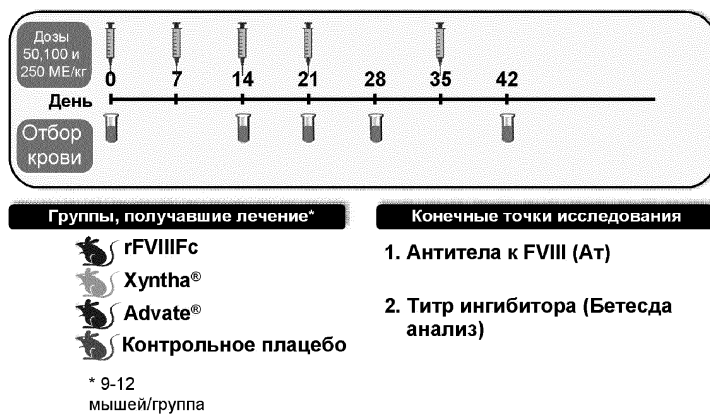 Дозы
50,100 и
250 МЕ/кг
0 7 14 21 28 35 42
День
Отбор
крови
Группы, получавшие лечение*
rFVIIIFc
Xyntha®
Advate®
Контрольное плацебо
* 9-12
мышей/группа
Конечные точки исследования
1. Антитела к FVIII (Ат)
2. Титр ингибитора (Бетесда
анализ)